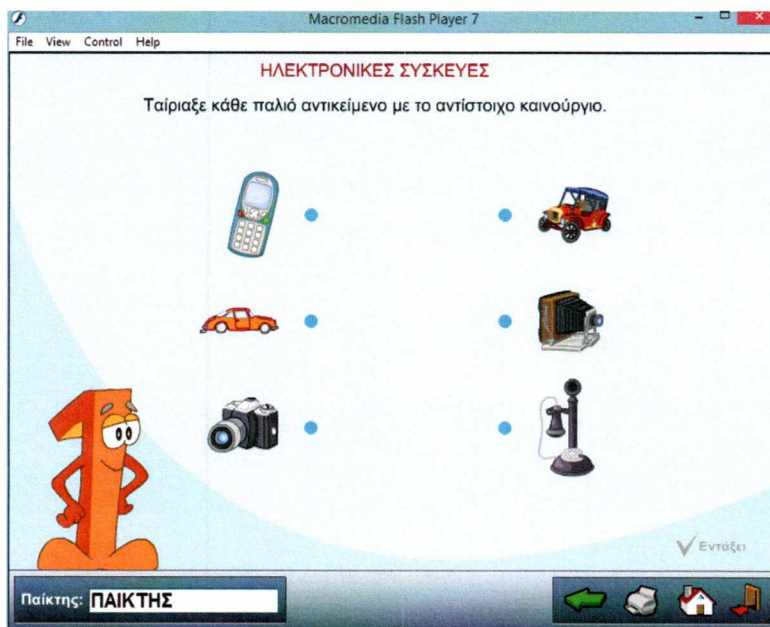 Macromedia Flash Player 7
File View Control Help
ΗΛΕΚΤΡΟΝΙΚΕΣ ΣΥΣΚΕΥΕΣ
Ταίριαξε κάθε παλιό αντικείμενο με το αντίστοιχο καινούργιο.
Εντάξει
Παίκτης: ΠΑΙΚΤΗΣ